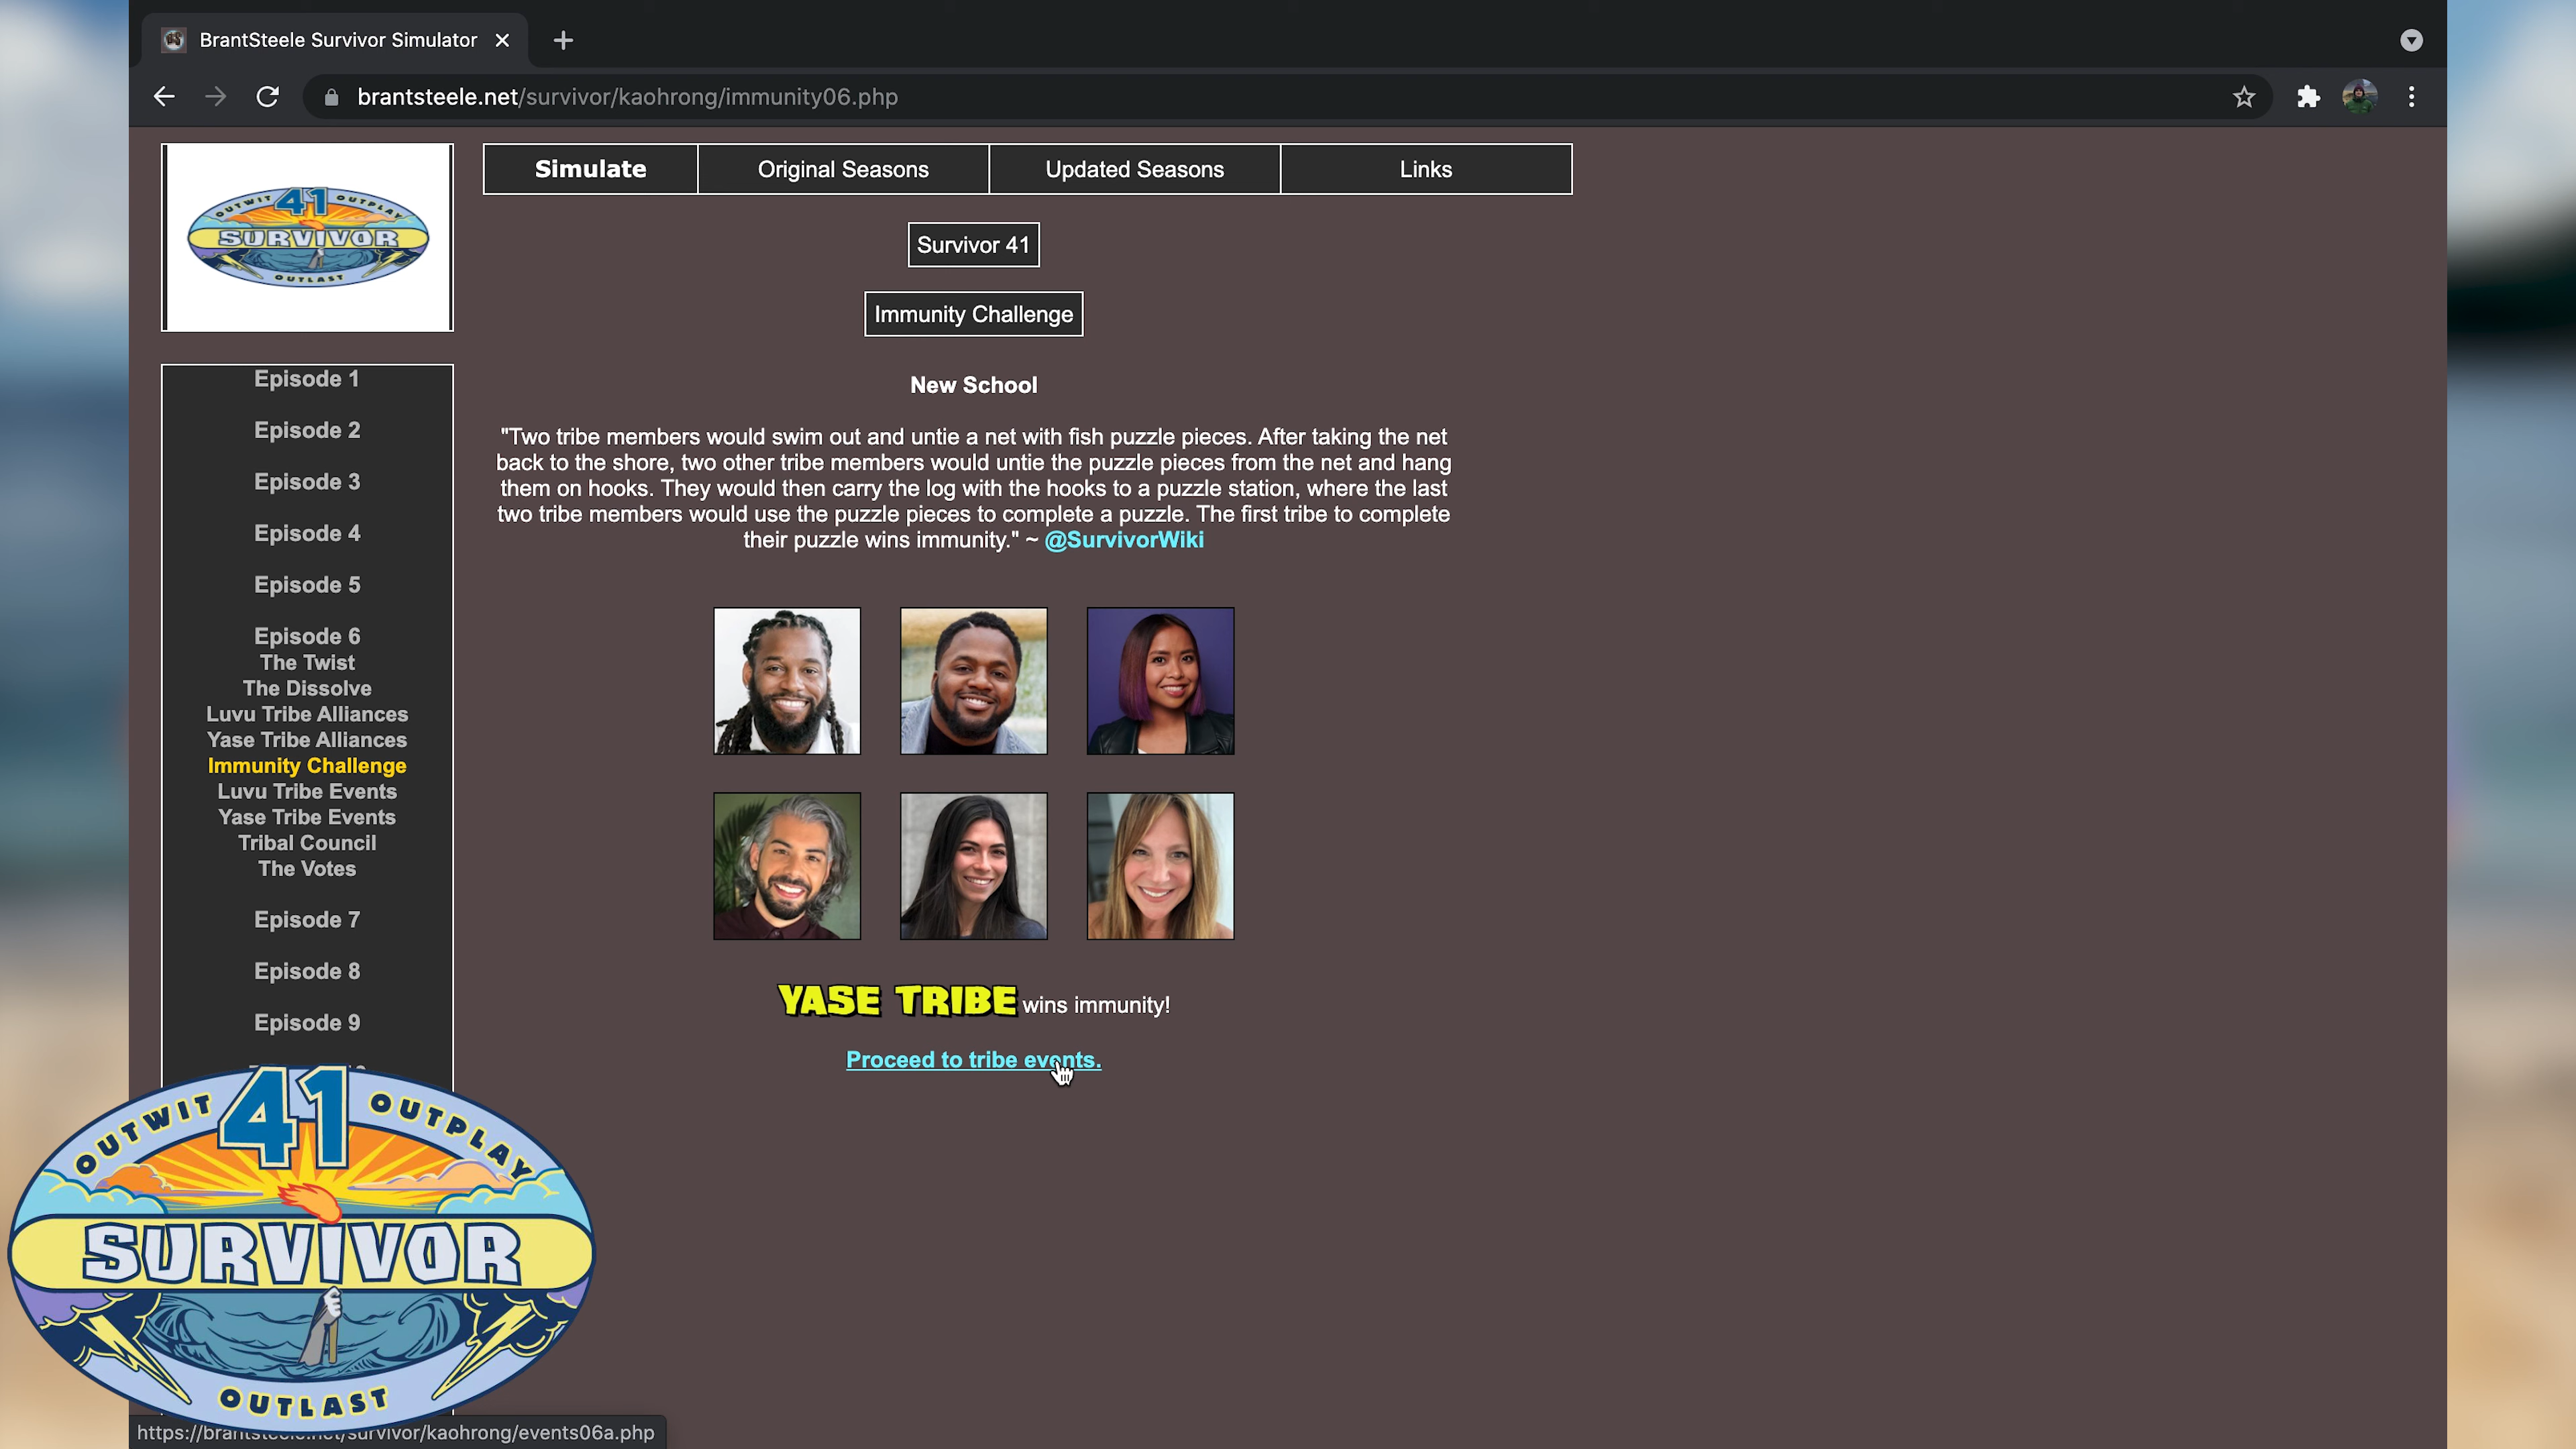 BrantSteele Survivor Simulator
brantsteele.net/survivor/kaohrong/immunity06.php
OUTWIT 41 OUTPLAY
SURVIVOR
OUTLAST
Simulate
Original Seasons
Updated Seasons
Links
Survivor 41
Immunity Challenge
New School
"Two tribe members would swim out and untie a net with fish puzzle pieces. After taking the net
back to the shore, two other tribe members would untie the puzzle pieces from the net and hang
them on hooks. They would then carry the log with the hooks to a puzzle station, where the last
two tribe members would use the puzzle pieces to complete a puzzle. The first tribe to complete
their puzzle wins immunity." ~ @SurvivorWiki
YASE TRIBE wins immunity!
Proceed to tribe events.
Episode 1
Episode 2
Episode 3
Episode 4
Episode 5
Episode 6
The Twist
The Dissolve
Luvu Tribe Alliances
Yase Tribe Alliances
Immunity Challenge
Luvu Tribe Events
Yase Tribe Events
Tribal Council
The Votes
Episode 7
Episode 8
Episode 9
OUTWIT 41 OUTPLAY
SURVIVOR
OUTLAST
/survivor/kaohrong/events06a.php